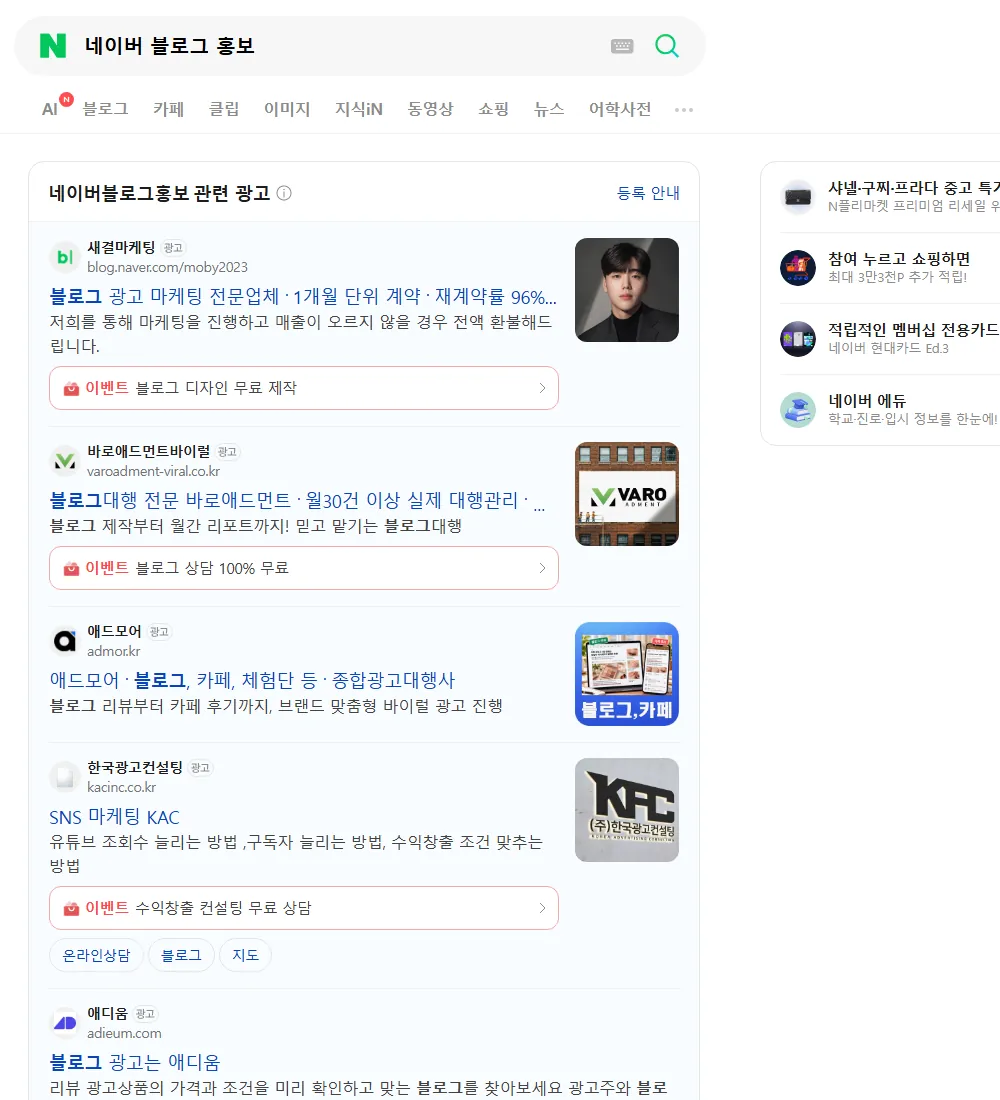 네이버 블로그 홍보
AI N 블로그 카페 클립 이미지 지식iN 동영상 쇼핑 뉴스 어학사전
네이버블로그홍보 관련 광고
등록 안내
bl
새결마케팅 광고
blog.naver.com/moby2023
블로그 광고 마케팅 전문업체 · 1개월 단위 계약 · 재계약률 96%...
저희를 통해 마케팅을 진행하고 매출이 오르지 않을 경우 전액 환불해드
립니다.
이벤트 블로그 디자인 무료 제작
바로애드먼트바이럴 광고
varoadment-viral.co.kr
블로그대행 전문 바로애드먼트 · 월30건 이상 실제 대행관리 · ...
블로그 제작부터 월간 리포트까지! 믿고 맡기는 블로그대행
이벤트 블로그 상담 100% 무료
VARO
ADMENT
애드모어 광고
admor.kr
애드모어 · 블로그, 카페, 체험단 등 · 종합광고대행사
블로그 리뷰부터 카페 후기까지, 브랜드 맞춤형 바이럴 광고 진행
블로그,카페
한국광고컨설팅 광고
kacinc.co.kr
SNS 마케팅 KAC
유튜브 조회수 늘리는 방법 ,구독자 늘리는 방법, 수익창출 조건 맞추는
방법
이벤트 수익창출 컨설팅 무료 상담
온라인상담 블로그 지도
(주)한국광고컨설팅
애디움 광고
adieum.com
블로그 광고는 애디움
리뷰 광고상품의 가격과 조건을 미리 확인하고 맞는 블로그를 찾아보세요 광고주와 블로
샤넬·구찌·프라다 중고 특가
N플리마켓 프리미엄 리세일 위
참여 누르고 쇼핑하면
최대 3만3천P 추가 적립!
적립적인 멤버십 전용카드
네이버 현대카드 Ed.3
네이버 에듀
학교·진로·입시 정보를 한눈에!